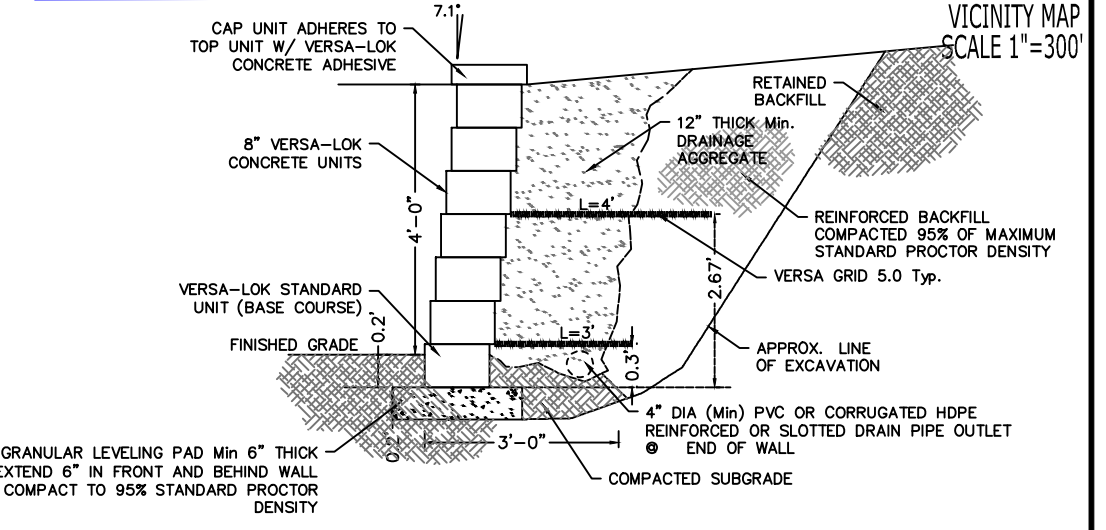 7.1°
VICINITY MAP
SCALE 1"=300'
CAP UNIT ADHERES TO
TOP UNIT W/ VERSA-LOK
CONCRETE ADHESIVE
RETAINED
BACKFILL
12" THICK Min.
DRAINAGE
AGGREGATE
8" VERSA-LOK
CONCRETE UNITS
4'-0"
L=4'
REINFORCED BACKFILL
COMPACTED 95% OF MAXIMUM
STANDARD PROCTOR DENSITY
VERSA GRID 5.0 Typ.
2.67'
VERSA-LOK STANDARD
UNIT (BASE COURSE)
0.2'
FINISHED GRADE
L=3'
0.3'
APPROX. LINE
OF EXCAVATION
4" DIA (Min) PVC OR CORRUGATED HDPE
REINFORCED OR SLOTTED DRAIN PIPE OUTLET
@ END OF WALL
3'-0"
GRANULAR LEVELING PAD Min 6" THICK
EXTEND 6" IN FRONT AND BEHIND WALL
COMPACT TO 95% STANDARD PROCTOR
DENSITY
COMPACTED SUBGRADE